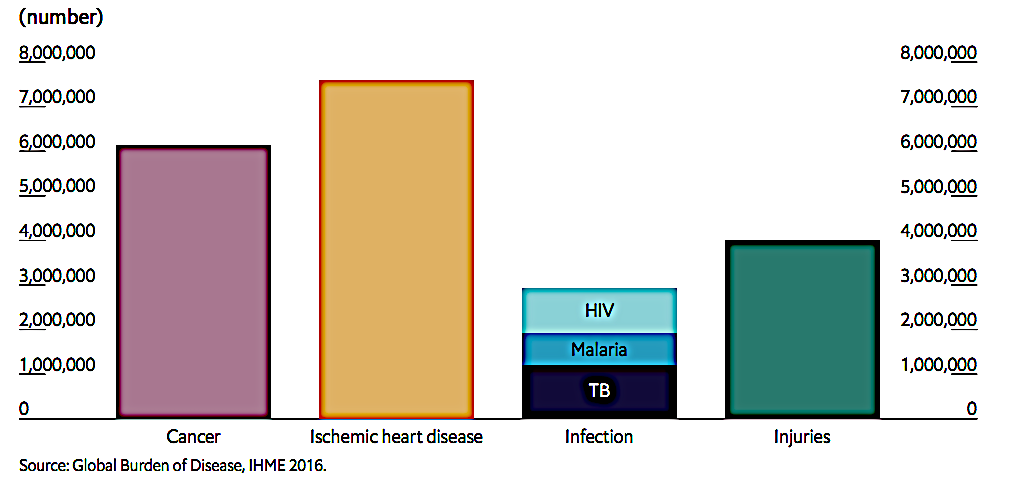 (number)
8,000,000 8,000,000
7,000,000 7,000,000
6,000,000 6,000,000
5,000,000 5,000,000
4,000,000 4,000,000
3,000,000 3,000,000
HIV
2,000,000 2,000,000
Malaria
1,000,000 1,000,000
TB
0 0
Cancer Ischemic heart disease Infection Injuries
Source: Global Burden of Disease, IHME 2016.